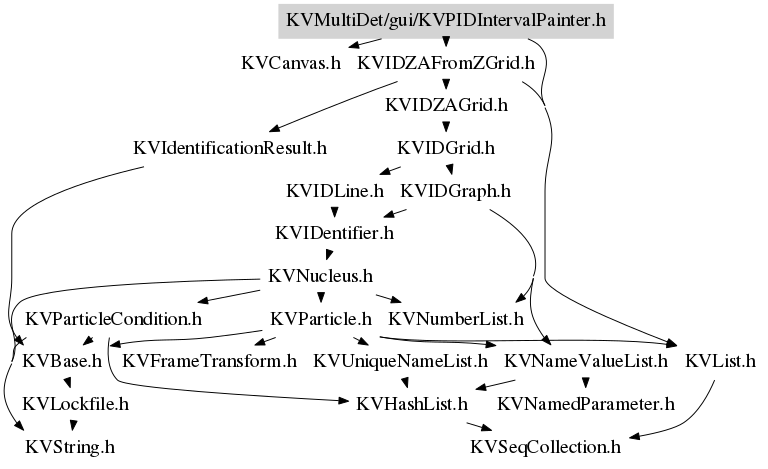 KVMultiDet/gui/KVPIDIntervalPainter.h
KVCanvas.h
KVIDZAFromZGrid.h
KVIDZAGrid.h
KVIdentificationResult.h
KVIDGrid.h
KVIDLine.h
KVIDGraph.h
KVIDentifier.h
KVNucleus.h
KVParticleCondition.h
KVParticle.h
KVNumberList.h
KVBase.h
KVFrameTransform.h
KVUniqueNameList.h
KVNameValueList.h
KVList.h
KVLockfile.h
KVHashList.h
KVNamedParameter.h
KVString.h
KVSeqCollection.h